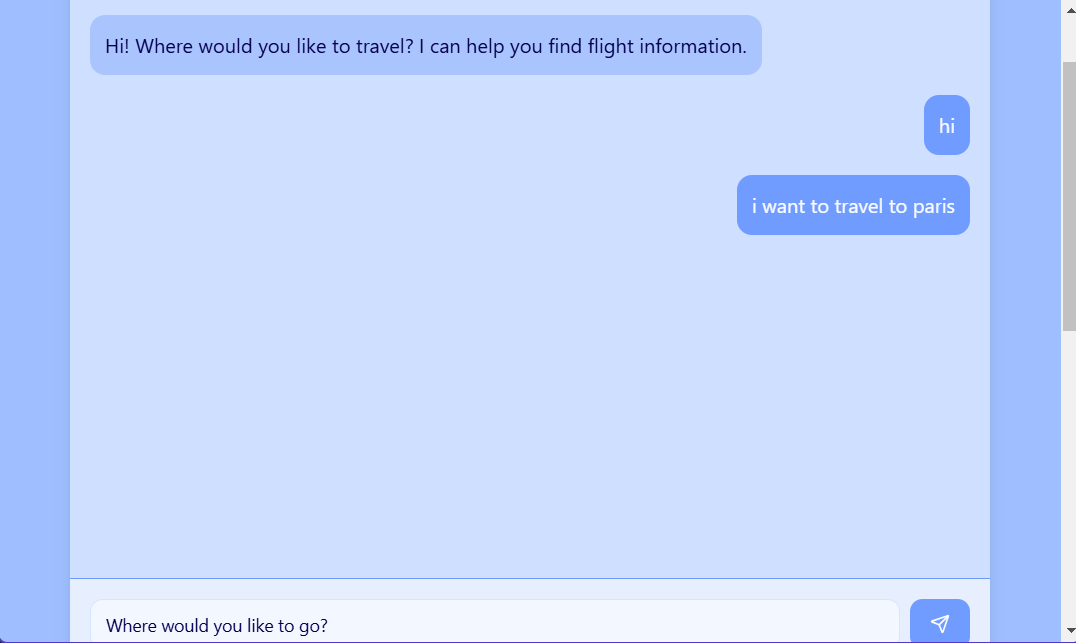 Hi! Where would you like to travel? I can help you find flight information.
hi
i want to travel to paris
Where would you like to go?